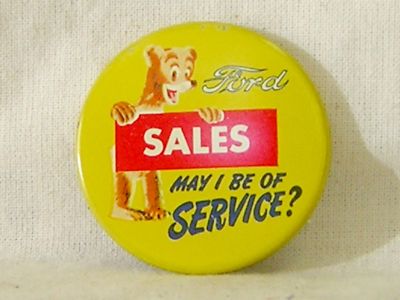 Ford
SALES
MAY I BE OF
SERVICE?